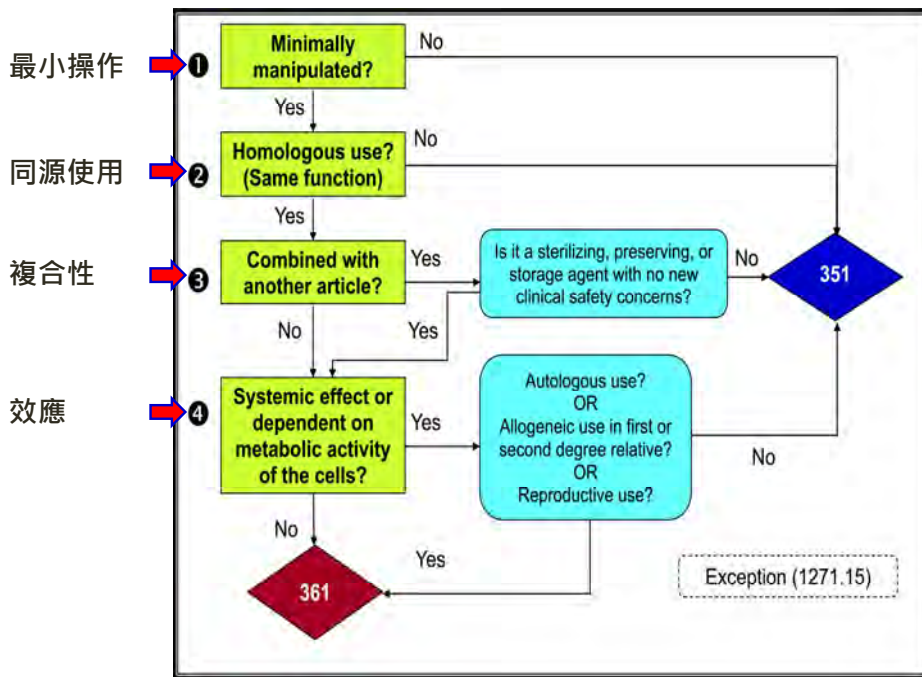 最小操作
❶
Minimally
manipulated?
No
Yes
同源使用
❷
Homologous use?
(Same function)
No
Yes
複合性
❸
Combined with
another article?
Yes
Is it a sterilizing, preserving, or
storage agent with no new
clinical safety concerns?
No
351
No
Yes
效應
❹
Systemic effect or
dependent on
metabolic activity
of the cells?
Yes
Autologous use?
OR
Allogeneic use in first or
second degree relative?
OR
Reproductive use?
No
No
Yes
361
Exception (1271.15)